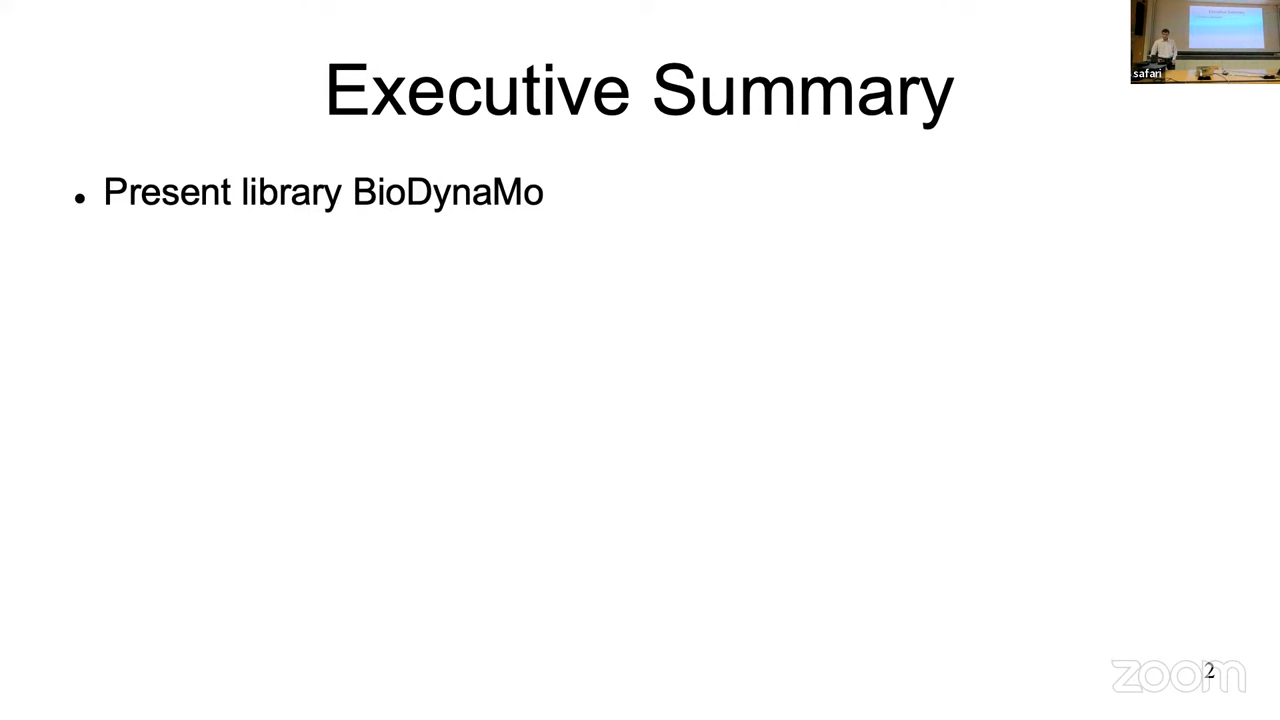 Executive Summary
• Present library BioDynaMo
safari
zoom
2